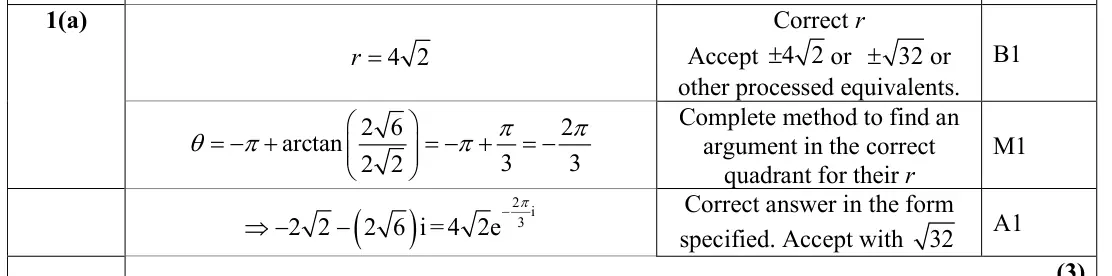 1(a)
r = 4√2
Correct r
Accept ±4√2 or ±√32 or
other processed equivalents.
B1
θ = −π + arctan(2√6 / 2√2) = −π + π/3 = −2π/3
Complete method to find an
argument in the correct
quadrant for their r
M1
⇒ −2√2 − (2√6)i = 4√2e^(−2π/3 i)
Correct answer in the form
specified. Accept with √32
A1
(3)